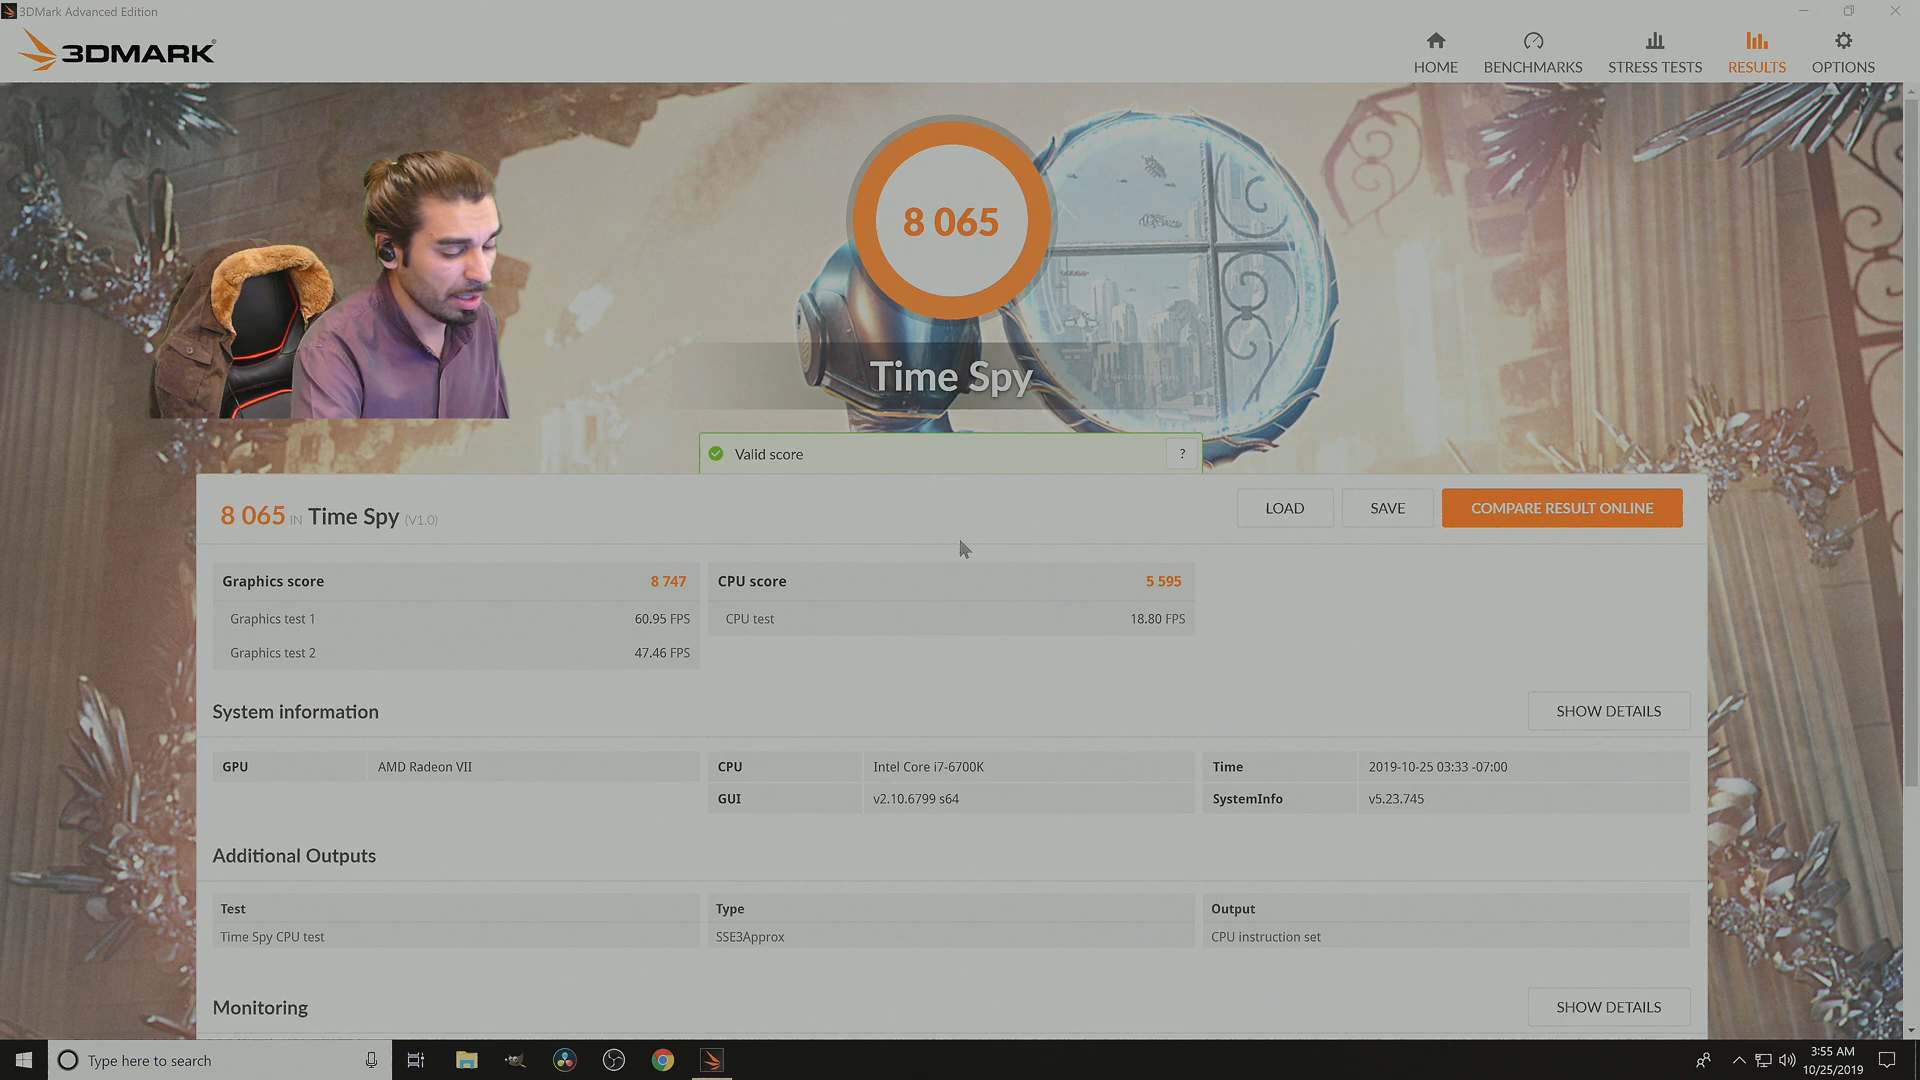 3DMark Advanced Edition
3DMARK®
HOME
BENCHMARKS
STRESS TESTS
RESULTS
OPTIONS
8 065
Time Spy
Valid score
?
8 065 IN Time Spy (V1.0)
LOAD
SAVE
COMPARE RESULT ONLINE
Graphics score 8 747
Graphics test 1 60.95 FPS
Graphics test 2 47.46 FPS
CPU score 5 595
CPU test 18.80 FPS
System information
SHOW DETAILS
GPU AMD Radeon VII
CPU Intel Core i7-6700K
GUI v2.10.6799 s64
Time 2019-10-25 03:33 -07:00
SystemInfo v5.23.745
Additional Outputs
Test Type Output
Time Spy CPU test SSE3Approx CPU instruction set
Monitoring
SHOW DETAILS
Type here to search
3:55 AM
10/25/2019